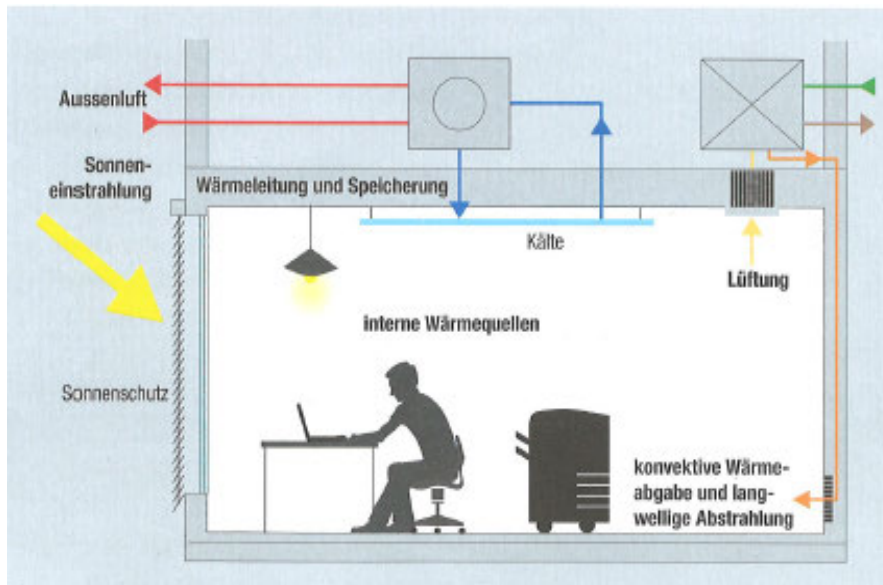 Aussenluft
Sonnen-
einstrahlung
Wärmeleitung und Speicherung
Kälte
Lüftung
interne Wärmequellen
Sonnenschutz
konvektive Wärme-
abgabe und lang-
wellige Abstrahlung